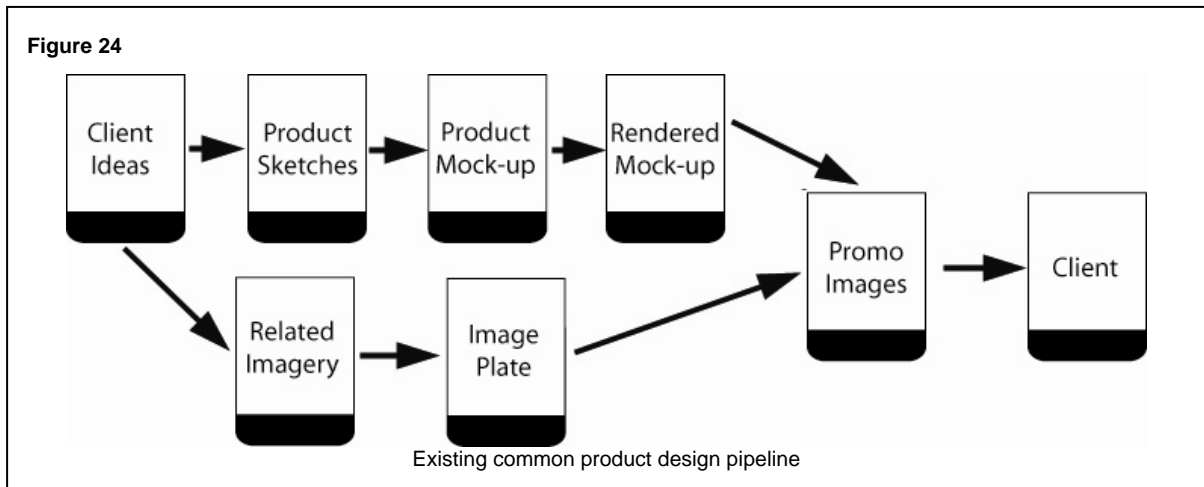 Figure 24
Client
Ideas
Product
Sketches
Product
Mock-up
Rendered
Mock-up
Promo
Images
Client
Related
Imagery
Image
Plate
Existing common product design pipeline